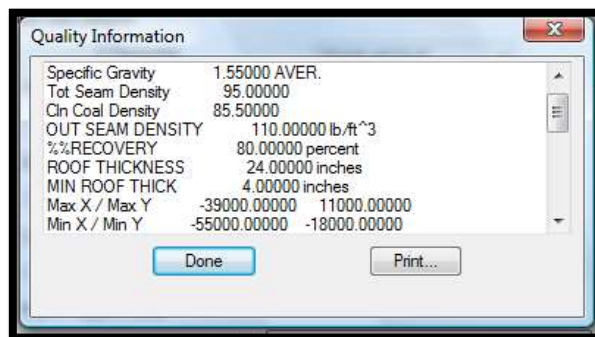 Quality Information
Specific Gravity 1.55000 AVER.
Tot Seam Density 95.00000
Cln Coal Density 85.50000
OUT SEAM DENSITY 110.00000 lb/ft^3
%%RECOVERY 80.00000 percent
ROOF THICKNESS 24.00000 inches
MIN ROOF THICK 4.00000 inches
Max X / Max Y -39000.00000 11000.00000
Min X / Min Y -55000.00000 -18000.00000
Done Print...